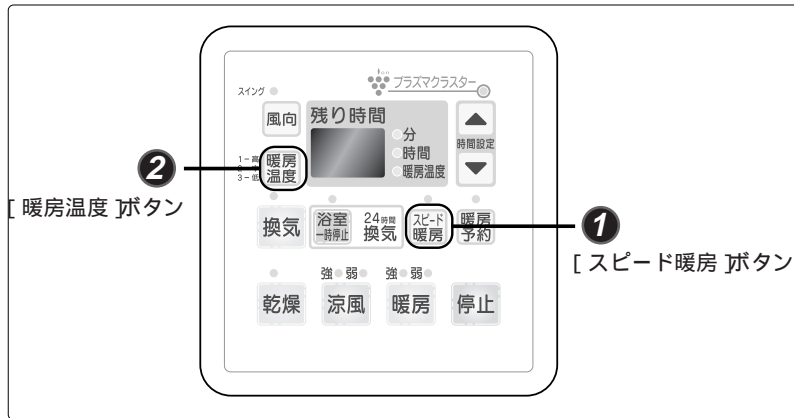 Ion
プラズマクラスター
スイング
風向
残り時間
分
時間
暖房温度
時間設定
1-高
3-低
暖房
温度
2
[ 暖房温度 ]ボタン
換気
浴室
一時停止
24時間
換気
スピード
暖房
暖房
予約
1
[ スピード暖房 ]ボタン
強 弱
強 弱
乾燥
涼風
暖房
停止